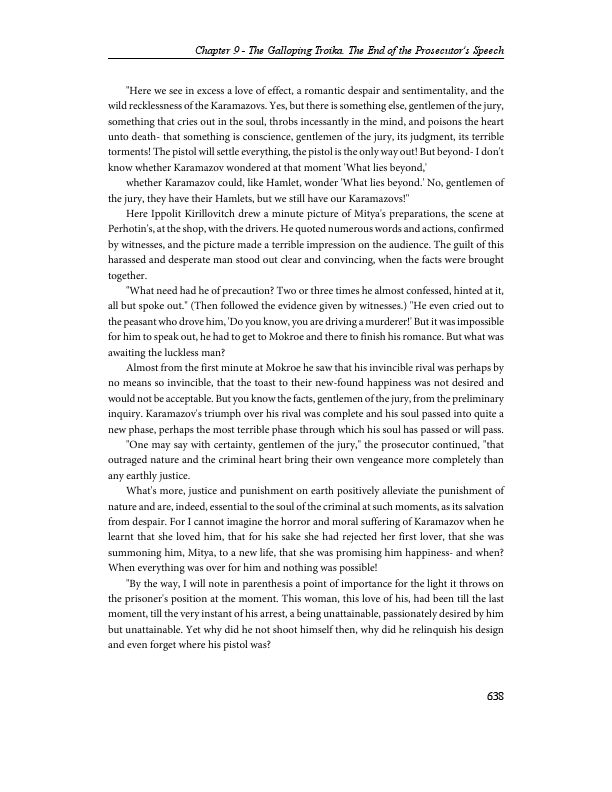 Chapter 9 - The Galloping Troika. The End of the Prosecutor's Speech
"Here we see in excess a love of effect, a romantic despair and sentimentality, and the
wild recklessness of the Karamazovs. Yes, but there is something else, gentlemen of the jury,
something that cries out in the soul, throbs incessantly in the mind, and poisons the heart
unto death- that something is conscience, gentlemen of the jury, its judgment, its terrible
torments! The pistol will settle everything, the pistol is the only way out! But beyond- I don't
know whether Karamazov wondered at that moment 'What lies beyond,'
whether Karamazov could, like Hamlet, wonder 'What lies beyond.' No, gentlemen of
the jury, they have their Hamlets, but we still have our Karamazovs!"
Here Ippolit Kirillovitch drew a minute picture of Mitya's preparations, the scene at
Perhotin's, at the shop, with the drivers. He quoted numerous words and actions, confirmed
by witnesses, and the picture made a terrible impression on the audience. The guilt of this
harassed and desperate man stood out clear and convincing, when the facts were brought
together.
"What need had he of precaution? Two or three times he almost confessed, hinted at it,
all but spoke out." (Then followed the evidence given by witnesses.) "He even cried out to
the peasant who drove him, 'Do you know, you are driving a murderer!' But it was impossible
for him to speak out, he had to get to Mokroe and there to finish his romance. But what was
awaiting the luckless man?
Almost from the first minute at Mokroe he saw that his invincible rival was perhaps by
no means so invincible, that the toast to their new-found happiness was not desired and
would not be acceptable. But you know the facts, gentlemen of the jury, from the preliminary
inquiry. Karamazov's triumph over his rival was complete and his soul passed into quite a
new phase, perhaps the most terrible phase through which his soul has passed or will pass.
"One may say with certainty, gentlemen of the jury," the prosecutor continued, "that
outraged nature and the criminal heart bring their own vengeance more completely than
any earthly justice.
What's more, justice and punishment on earth positively alleviate the punishment of
nature and are, indeed, essential to the soul of the criminal at such moments, as its salvation
from despair. For I cannot imagine the horror and moral suffering of Karamazov when he
learnt that she loved him, that for his sake she had rejected her first lover, that she was
summoning him, Mitya, to a new life, that she was promising him happiness- and when?
When everything was over for him and nothing was possible!
"By the way, I will note in parenthesis a point of importance for the light it throws on
the prisoner's position at the moment. This woman, this love of his, had been till the last
moment, till the very instant of his arrest, a being unattainable, passionately desired by him
but unattainable. Yet why did he not shoot himself then, why did he relinquish his design
and even forget where his pistol was?
638